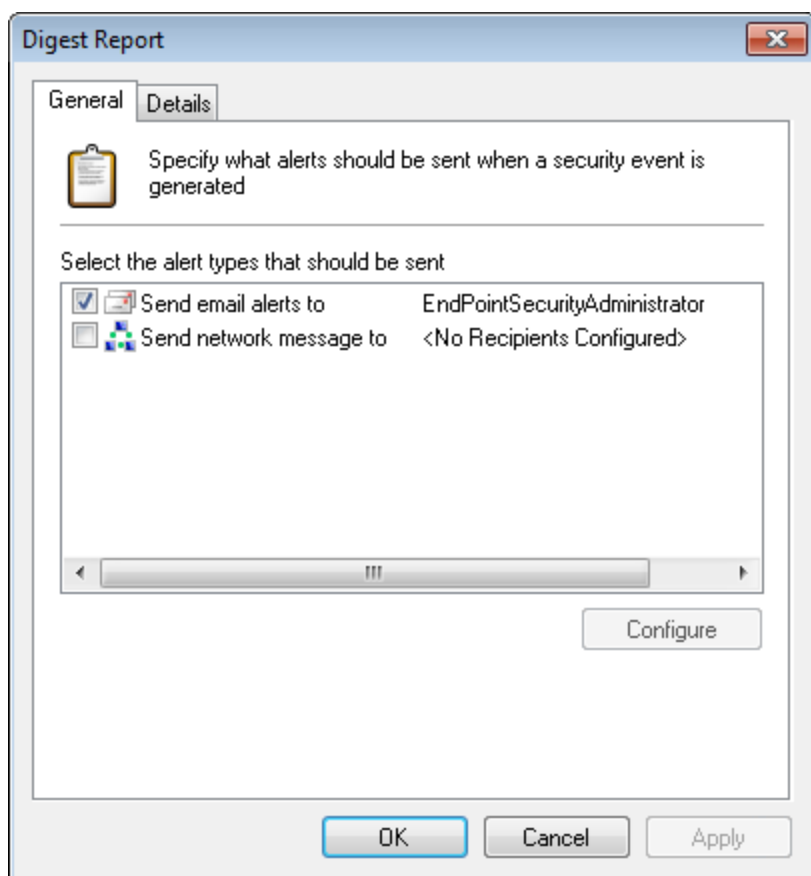 Digest Report
General Details
Specify what alerts should be sent when a security event is
generated
Select the alert types that should be sent
Send email alerts to EndPointSecurityAdministrator
Send network message to <No Recipients Configured>
Configure
OK Cancel Apply